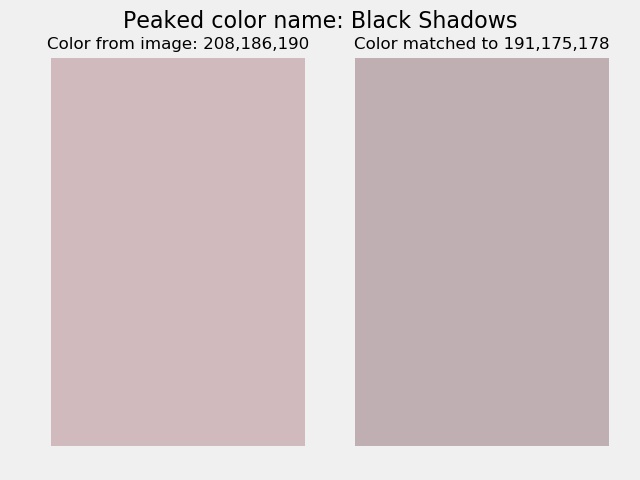 Peaked color name: Black Shadows
Color from image: 208,186,190
Color matched to 191,175,178